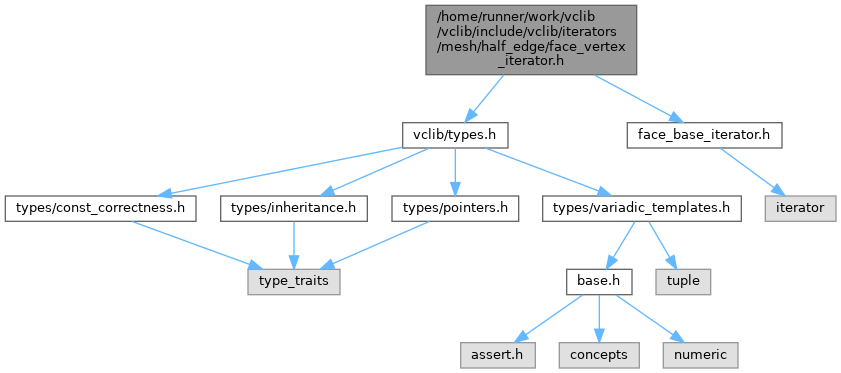 /home/runner/work/vclib
/vclib/include/vclib/iterators
/mesh/half_edge/face_vertex
_iterator.h
vclib/types.h
face_base_iterator.h
types/const_correctness.h
types/inheritance.h
types/pointers.h
types/variadic_templates.h
iterator
type_traits
base.h
tuple
assert.h
concepts
numeric